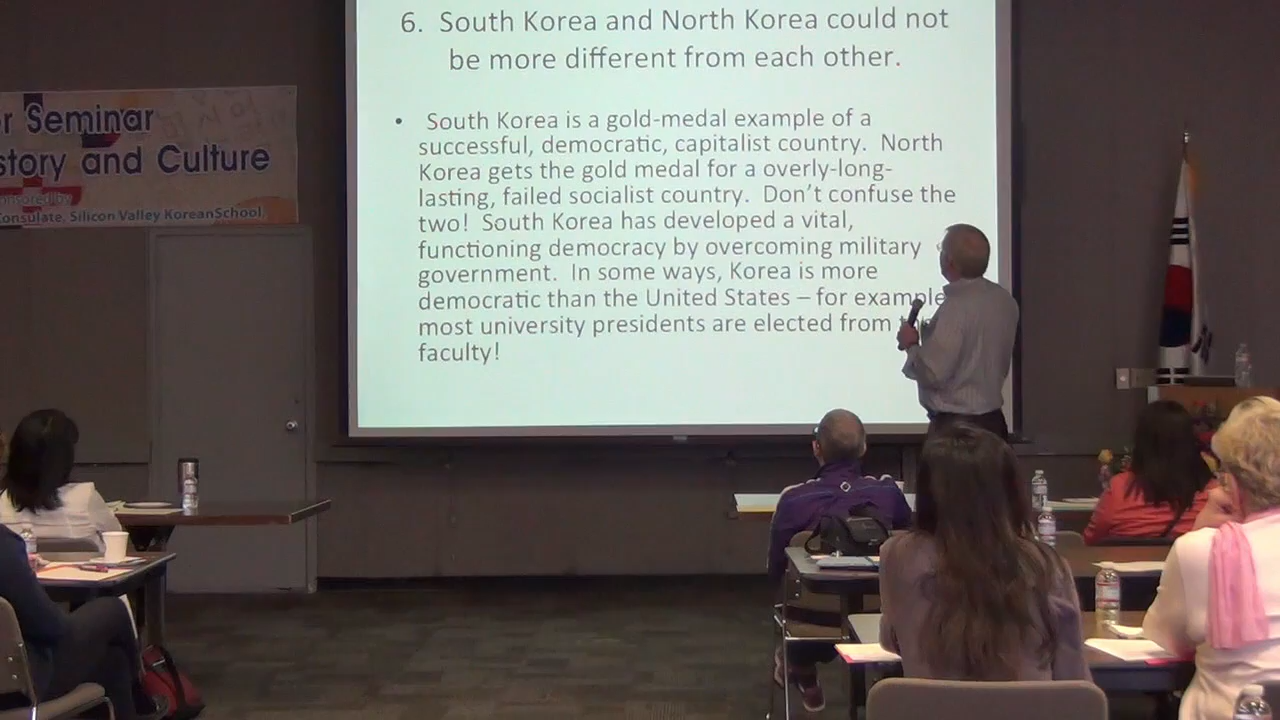 6. South Korea and North Korea could not
be more different from each other.
• South Korea is a gold-medal example of a
successful, democratic, capitalist country. North
Korea gets the gold medal for a overly-long-
lasting, failed socialist country. Don't confuse the
two! South Korea has developed a vital,
functioning democracy by overcoming military
government. In some ways, Korea is more
democratic than the United States – for example
most university presidents are elected from
faculty!
r Seminar
story and Culture
onsored by
Consulate, Silicon Valley KoreanSchool,